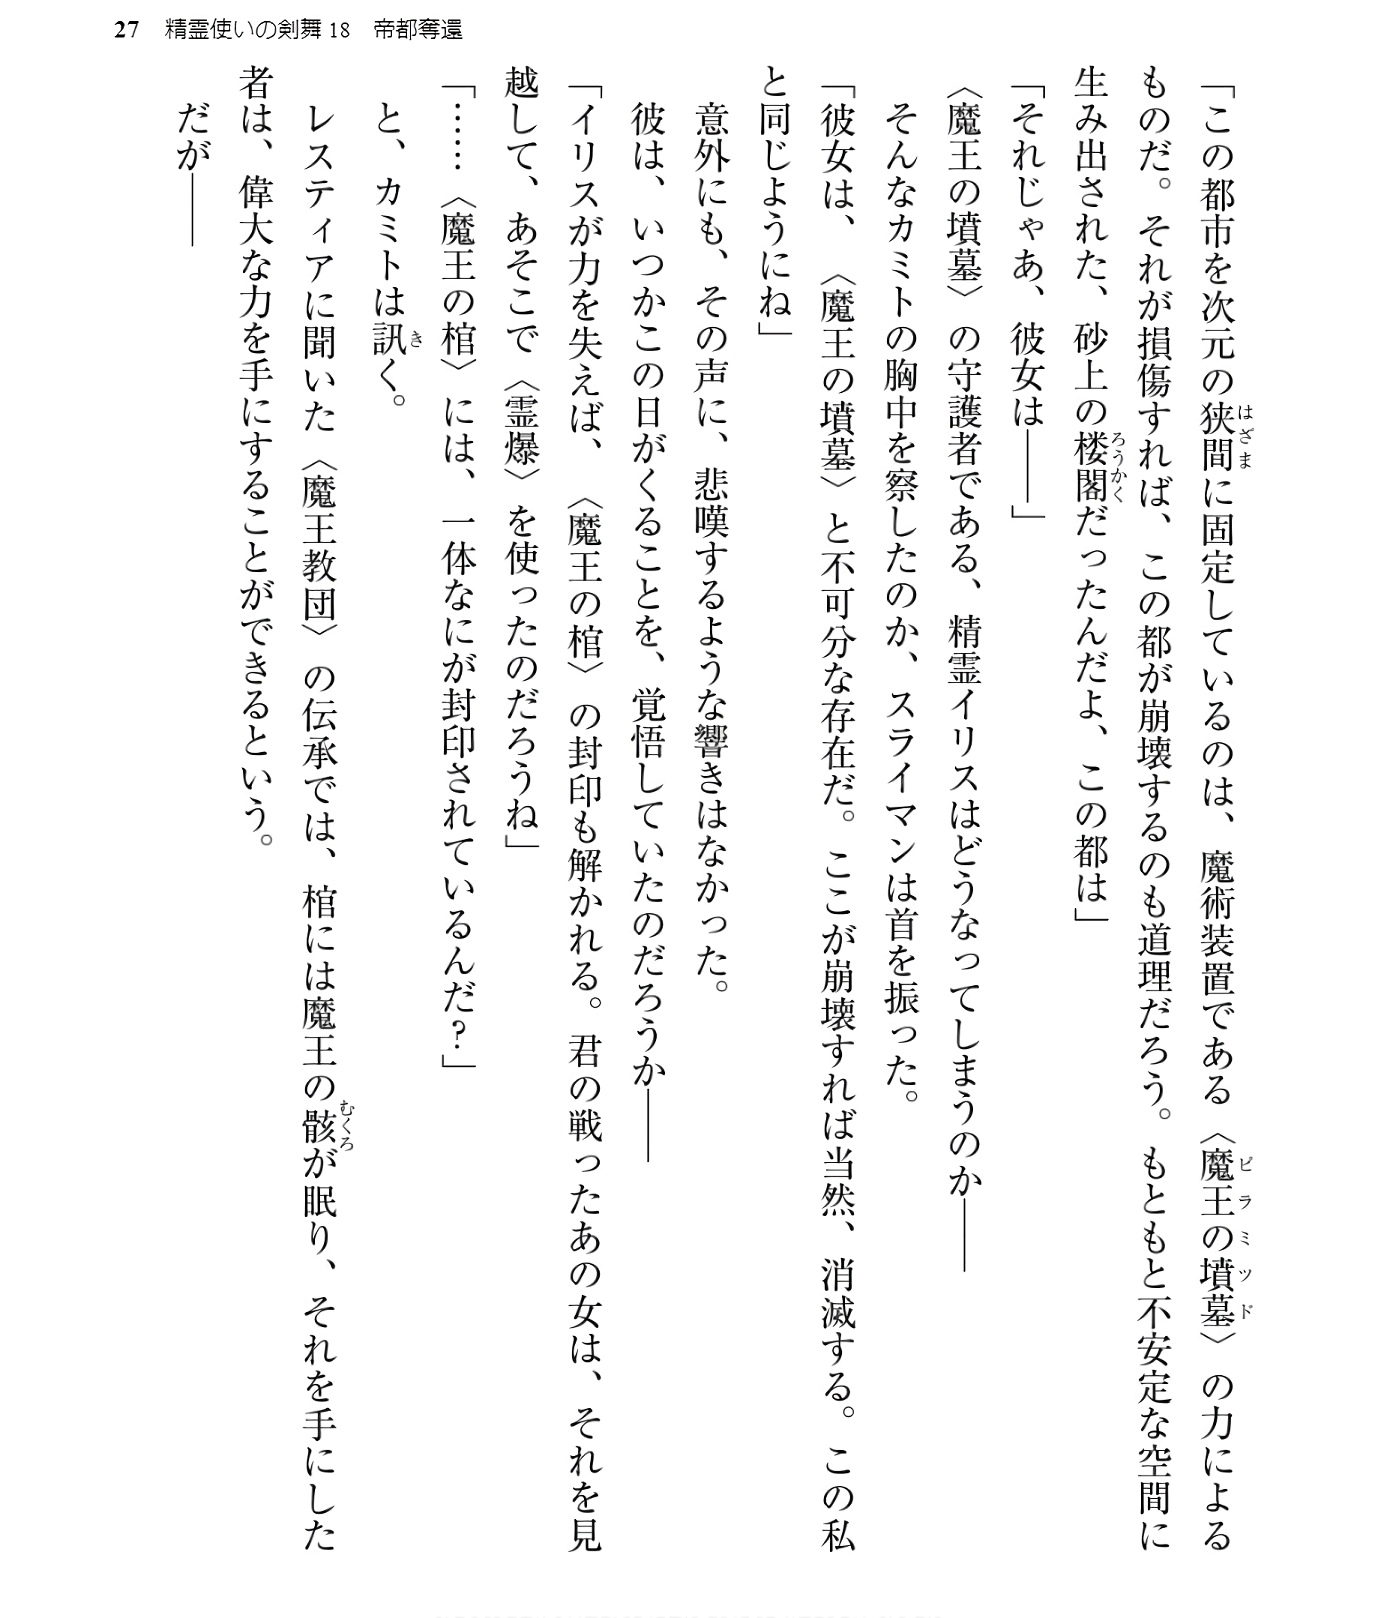 27 精霊使いの剣舞18 帝都奪還
「この都市を次元の狭間に固定しているのは、魔術装置である〈魔王の墳墓〉の力による
はざま
ピラミッド
ものだ。それが損傷すれば、この都が崩壊するのも道理だろう。もともと不安定な空間に
生み出された、砂上の楼閣だったんだよ、この都は」
ろうかく
「それじゃあ、彼女は――」
〈魔王の墳墓〉の守護者である、精霊イリスはどうなってしまうのか――
そんなカミトの胸中を察したのか、スライマンは首を振った。
「彼女は、〈魔王の墳墓〉と不可分な存在だ。ここが崩壊すれば当然、消滅する。この私
と同じようにね」
意外にも、その声に、悲嘆するような響きはなかった。
彼は、いつかこの日がくることを、覚悟していたのだろうか――
「イリスが力を失えば、〈魔王の棺〉の封印も解かれる。君の戦ったあの女は、それを見
越して、あそこで〈霊爆〉を使ったのだろうね」
「……〈魔王の棺〉には、一体なにが封印されているんだ?」
と、カミトは訊く。
き
レスティアに聞いた〈魔王教団〉の伝承では、棺には魔王の骸が眠り、それを手にした
むくろ
者は、偉大な力を手にすることができるという。
だが――